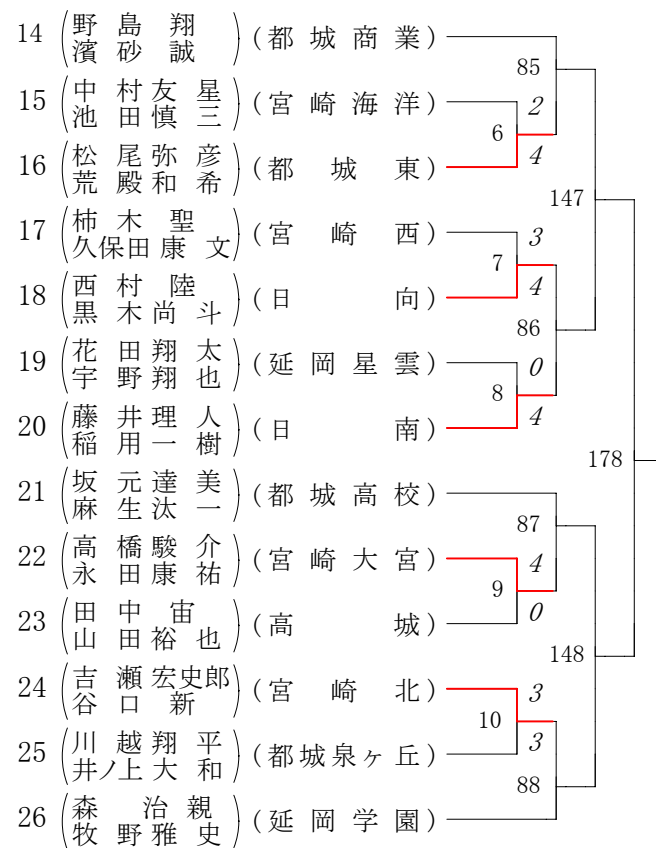 14 野島 翔 (都城商業)
濱砂 誠
85
15 中村友星 (宮崎海洋) 2
池田慎三
6
16 松尾弥彦 (都城東) 4
荒殿和希
147
17 柿木 聖 (宮崎西) 3
久保田康文
7
18 西村 陸 (日向) 4
黒木尚斗
86
19 花田翔太 (延岡星雲) 0
宇野翔也
8
20 藤井理人 (日南) 4
稲用一樹
178
21 坂元達美 (都城高校)
麻生汰一
87
22 高橋駿介 (宮崎大宮) 4
永田康祐
9
23 田中 宙 (高城) 0
山田裕也
148
24 吉瀬宏史郎 (宮崎北) 3
谷口 新
10
25 川越翔平 (都城泉ヶ丘) 3
井ノ上大和
88
26 森 治親 (延岡学園)
牧野雅史